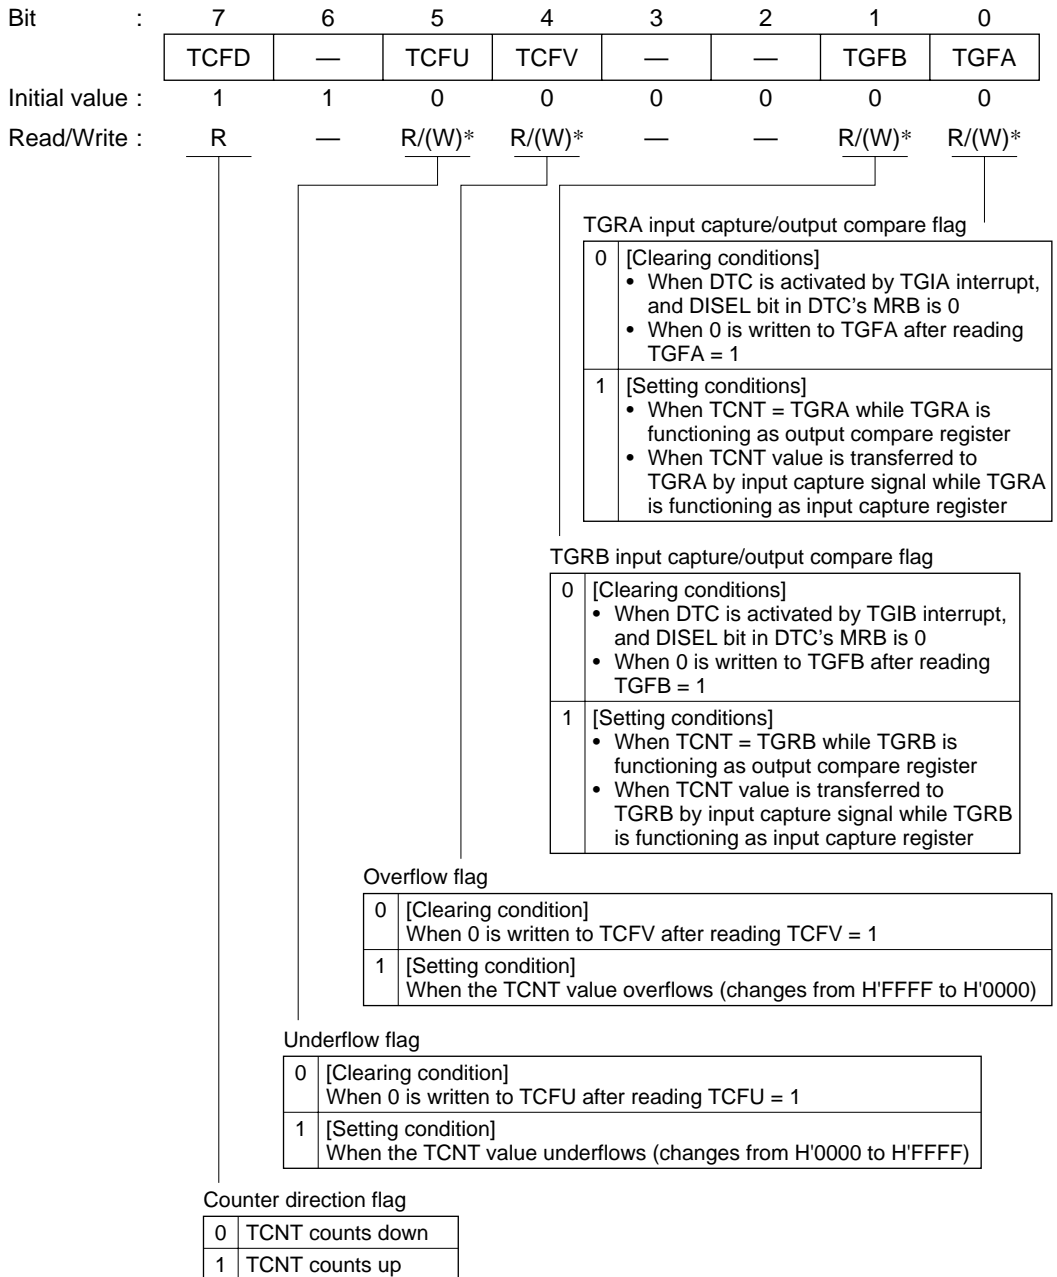 Bit : 7 6 5 4 3 2 1 0
TCFD — TCFU TCFV — — TGFB TGFA
Initial value : 1 1 0 0 0 0 0 0
Read/Write : R — R/(W)* R/(W)* — — R/(W)* R/(W)*
TGRA input capture/output compare flag
0 [Clearing conditions]
• When DTC is activated by TGIA interrupt,
and DISEL bit in DTC's MRB is 0
• When 0 is written to TGFA after reading
TGFA = 1
1 [Setting conditions]
• When TCNT = TGRA while TGRA is
functioning as output compare register
• When TCNT value is transferred to
TGRA by input capture signal while TGRA
is functioning as input capture register
TGRB input capture/output compare flag
0 [Clearing conditions]
• When DTC is activated by TGIB interrupt,
and DISEL bit in DTC's MRB is 0
• When 0 is written to TGFB after reading
TGFB = 1
1 [Setting conditions]
• When TCNT = TGRB while TGRB is
functioning as output compare register
• When TCNT value is transferred to
TGRB by input capture signal while TGRB
is functioning as input capture register
Overflow flag
0 [Clearing condition]
When 0 is written to TCFV after reading TCFV = 1
1 [Setting condition]
When the TCNT value overflows (changes from H'FFFF to H'0000)
Underflow flag
0 [Clearing condition]
When 0 is written to TCFU after reading TCFU = 1
1 [Setting condition]
When the TCNT value underflows (changes from H'0000 to H'FFFF)
Counter direction flag
0 TCNT counts down
1 TCNT counts up